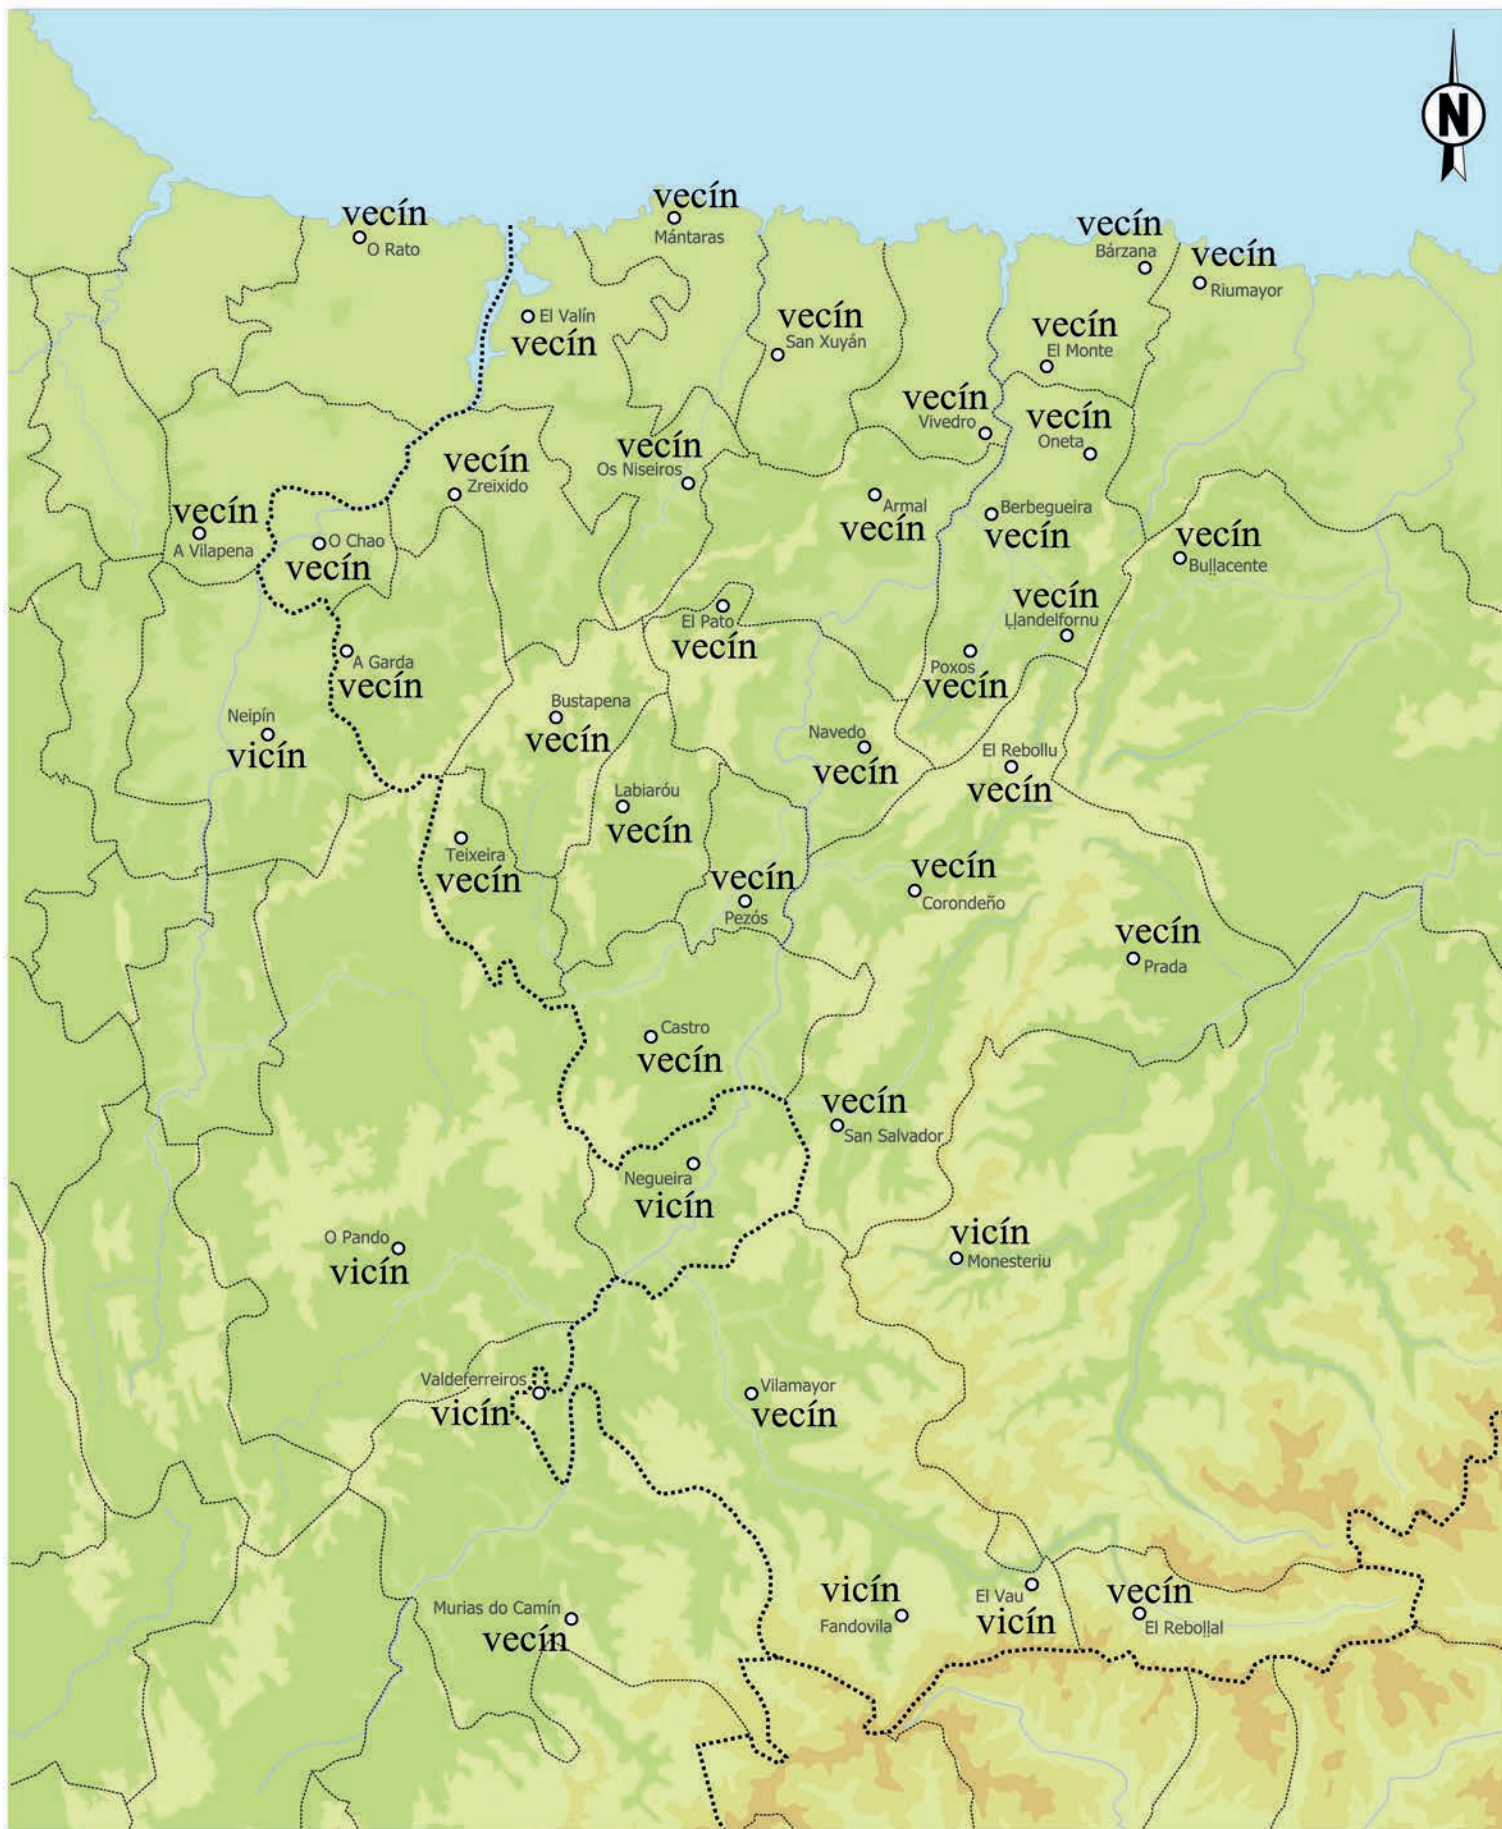 N
vecín
O Rato
vecín
Mántaras
vecín
Bárzana
vecín
Riumayor
El Valín
vecín
vecín
San Xuyán
vecín
El Monte
vecín
Vivedro
vecín
Oneta
vecín
Zreixido
vecín
Os Niseiros
Armal
vecín
Berbegueira
vecín
vecín
A Vilapena
O Chao
vecín
vecín
Buḷḷacente
vecín
Ḷḷandelfornu
El Pato
vecín
A Garda
vecín
Poxos
vecín
Bustapena
vecín
Neipín
vicín
Navedo
vecín
El Rebollu
vecín
Labiaróu
vecín
Teixeira
vecín
vecín
Pezós
vecín
Corondeño
vecín
Prada
Castro
vecín
vecín
San Salvador
Negueira
vicín
O Pando
vicín
vicín
Monesteriu
Valdeferreiros
vicín
Vilamayor
vecín
vicín
Fandovila
El Vau
vicín
vecín
El Reboḷḷal
Murias do Camín
vecín